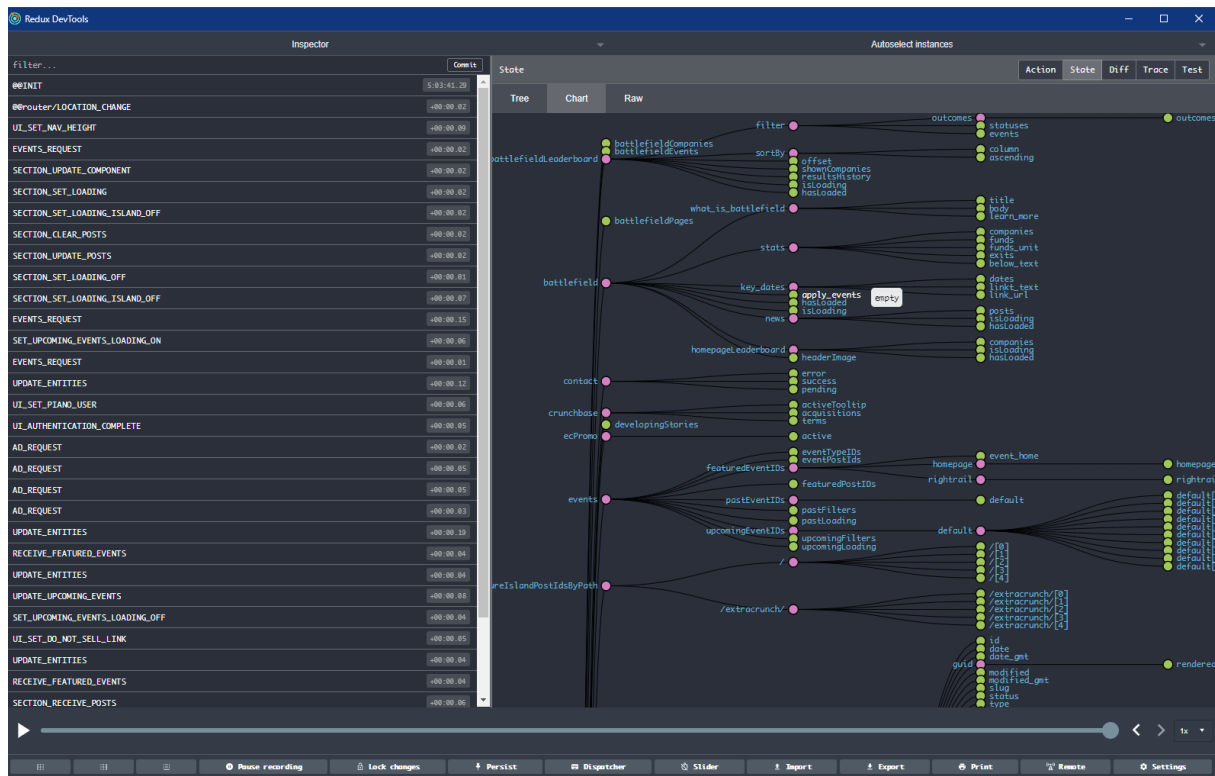 Redux DevTools
Inspector
Autoselect instances
filter...
Commit
State
Action
State
Diff
Trace
Test
Tree
Chart
Raw
@@INIT
5:03:41.29
@@router/LOCATION_CHANGE
+00:00.02
UI_SET_NAV_HEIGHT
+00:00.09
EVENTS_REQUEST
+00:00.02
SECTION_UPDATE_COMPONENT
+00:00.02
SECTION_SET_LOADING
+00:00.02
SECTION_SET_LOADING_ISLAND_OFF
+00:00.02
SECTION_CLEAR_POSTS
+00:00.02
SECTION_UPDATE_POSTS
+00:00.02
SECTION_SET_LOADING_OFF
+00:00.01
SECTION_SET_LOADING_ISLAND_OFF
+00:00.07
EVENTS_REQUEST
+00:00.15
SET_UPCOMING_EVENTS_LOADING_ON
+00:00.06
EVENTS_REQUEST
+00:00.01
UPDATE_ENTITIES
+00:00.12
UI_SET_PIANO_USER
+00:00.06
UI_AUTHENTICATION_COMPLETE
+00:00.05
AD_REQUEST
+00:00.02
AD_REQUEST
+00:00.05
AD_REQUEST
+00:00.05
AD_REQUEST
+00:00.03
UPDATE_ENTITIES
+00:00.19
RECEIVE_FEATURED_EVENTS
+00:00.04
UPDATE_ENTITIES
+00:00.04
UPDATE_UPCOMING_EVENTS
+00:00.08
SET_UPCOMING_EVENTS_LOADING_OFF
+00:00.04
UI_SET_DO_NOT_SELL_LINK
+00:00.05
UPDATE_ENTITIES
+00:00.04
RECEIVE_FEATURED_EVENTS
+00:00.04
SECTION_RECEIVE_POSTS
+00:00.06
battlefieldCompanies
battlefieldEvents
attlefieldLeaderboard
battlefieldPages
battlefield
contact
crunchbase
developingStories
ecPromo
events
ureIslandPostIdsByPath
filter
sortBy
offset
shownCompanies
resultsHistory
isLoading
hasLoaded
what_is_battlefield
stats
key_dates
apply_events
empty
hasLoaded
isLoading
news
homepageLeaderboard
headerImage
error
success
pending
activeTooltip
acquisitions
terms
active
eventTypeIDs
eventPostIds
featuredEventIDs
featuredPostIDs
pastEventIDs
pastFilters
pastLoading
upcomingEventIDs
upcomingFilters
upcomingLoading
/
/extracrunch/
outcomes
statuses
events
column
ascending
title
body
learn_more
companies
funds
funds_unit
exits
below_text
dates
linkt_text
link_url
posts
isLoading
hasLoaded
companies
isLoading
hasLoaded
event_home
homepage
rightrail
default
default
/[0]
/[1]
/[2]
/[3]
/[4]
/extracrunch/[0]
/extracrunch/[1]
/extracrunch/[2]
/extracrunch/[3]
/extracrunch/[4]
id
date
date_gmt
guid
modified
modified_gmt
slug
status
type
outcomes
homepage
rightrai
default[
default[
default[
default[
default[
default[
default[
default[
default[
default[
rendered
1x
Pause recording
Lock changes
Persist
Dispatcher
Slider
Import
Export
Print
Remote
Settings